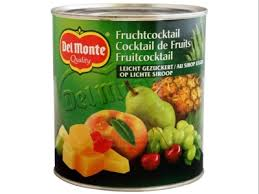 Del Monte
Quality
Fruchtcocktail
Cocktail de Fruits
Fruitcocktail
LEICHT GEZUCKERT / AU SIROP LÉGER
OP LICHTE SIROOP
Del Monte